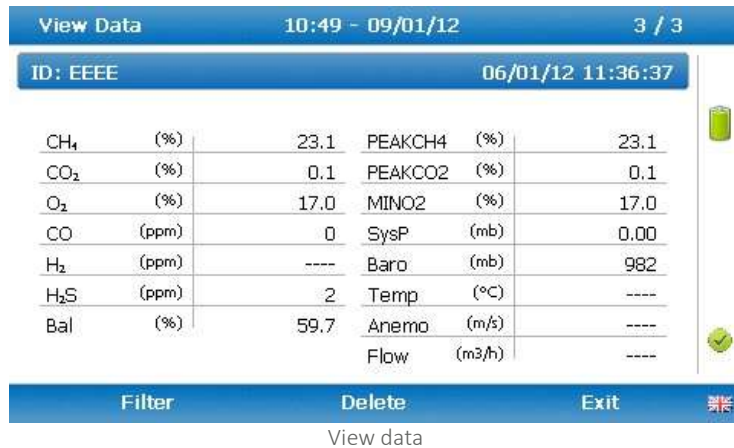 View Data 10:49 - 09/01/12 3 / 3
ID: EEEE 06/01/12 11:36:37
CH₄ (%) 23.1 PEAKCH4 (%) 23.1
CO₂ (%) 0.1 PEAKCO2 (%) 0.1
O₂ (%) 17.0 MINO2 (%) 17.0
CO (ppm) 0 SysP (mb) 0.00
H₂ (ppm) ---- Baro (mb) 982
H₂S (ppm) 2 Temp (°C) ----
Bal (%) 59.7 Anemo (m/s) ----
Flow (m3/h) ----
Filter Delete Exit
View data